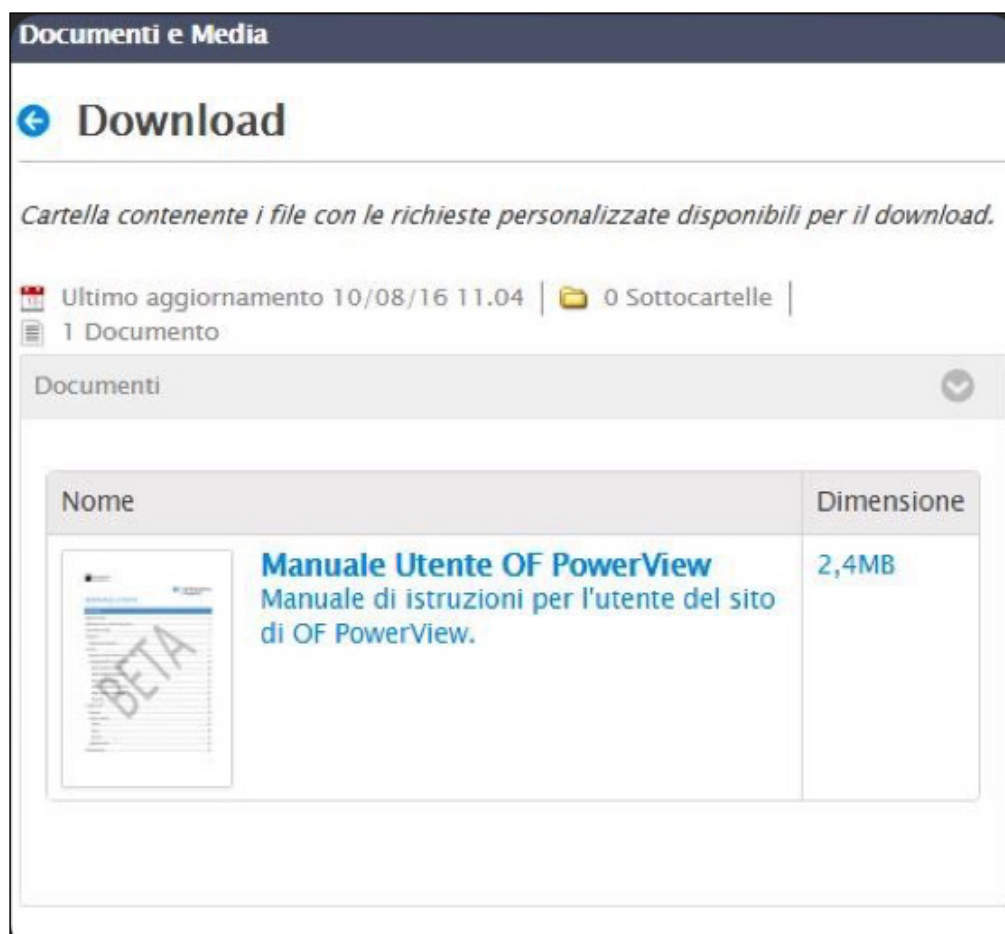 Documenti e Media
Download
Cartella contenente i file con le richieste personalizzate disponibili per il download.
Ultimo aggiornamento 10/08/16 11.04 | 0 Sottocartelle |
1 Documento
Documenti
Nome
Dimensione
Manuale Utente OF PowerView
2,4MB
Manuale di istruzioni per l'utente del sito
di OF PowerView.
BETA